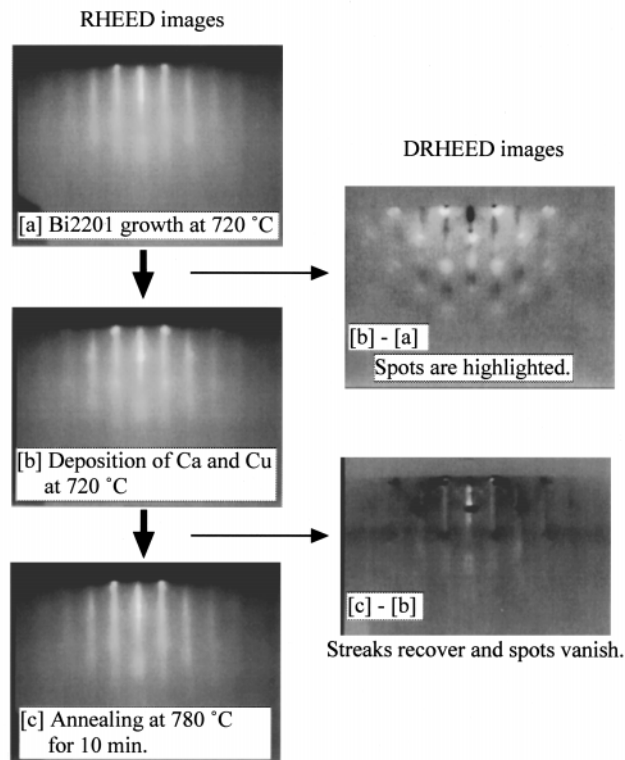 RHEED images
[a] Bi2201 growth at 720 ˚C
DRHEED images
[b] - [a]
Spots are highlighted.
[b] Deposition of Ca and Cu
at 720 ˚C
[c] - [b]
Streaks recover and spots vanish.
[c] Annealing at 780 ˚C
for 10 min.